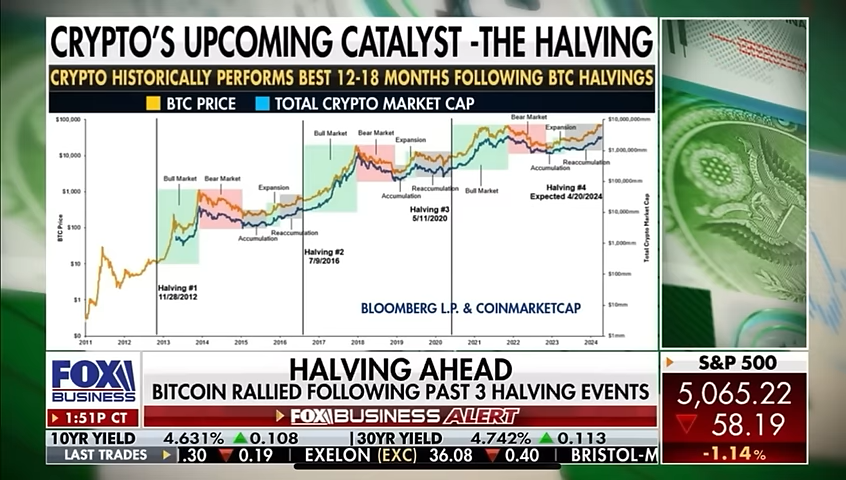 CRYPTO'S UPCOMING CATALYST -THE HALVING
CRYPTO HISTORICALLY PERFORMS BEST 12-18 MONTHS FOLLOWING BTC HALVINGS
BTC PRICE TOTAL CRYPTO MARKET CAP
$100,000
$10,000
$1,000
$100
$10
$1
$0
BTC Price
Bull Market
Bear Market
Expansion
Accumulation
Reaccumulation
Halving #1
11/28/2012
Halving #2
7/9/2016
Bull Market
Bear Market
Expansion
Accumulation
Reaccumulation
Halving #3
5/11/2020
Bull Market
Bear Market
Expansion
Accumulation
Reaccumulation
Halving #4
Expected 4/20/2024
$10,000,000mm
$1,000,000mm
$100,000mm
$10,000mm
$1,000mm
$100mm
$10mm
$1mm
Total Crypto Market Cap
BLOOMBERG L.P. & COINMARKETCAP
2011 2012 2013 2014 2015 2016 2017 2018 2019 2020 2021 2022 2023 2024
FOX
BUSINESS
1:51P CT
HALVING AHEAD
BITCOIN RALLIED FOLLOWING PAST 3 HALVING EVENTS
FOX BUSINESS ALERT
S&P 500
5,065.22
58.19
-1.14%
10YR YIELD 4.631% 0.108 30YR YIELD 4.742% 0.113
LAST TRADES .30 0.19 EXELON (EXC) 36.08 0.40 BRISTOL-M